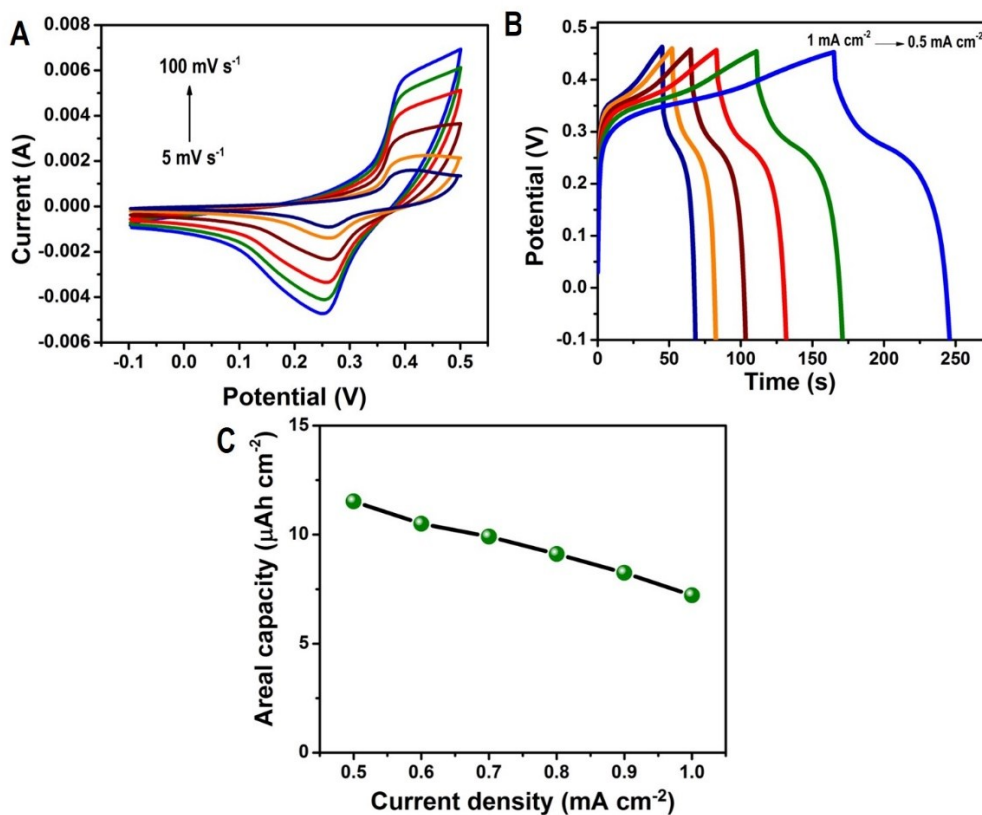 A
100 mV s⁻¹
5 mV s⁻¹
0.008
0.006
0.004
0.002
0.000
-0.002
-0.004
-0.006
Current (A)
-0.1 0.0 0.1 0.2 0.3 0.4 0.5
Potential (V)
B
1 mA cm⁻² → 0.5 mA cm⁻²
0.5
0.4
0.3
0.2
0.1
0.0
-0.1
Potential (V)
0 50 100 150 200 250
Time (s)
C
15
10
5
0
Areal capacity (μAh cm⁻²)
0.5 0.6 0.7 0.8 0.9 1.0
Current density (mA cm⁻²)